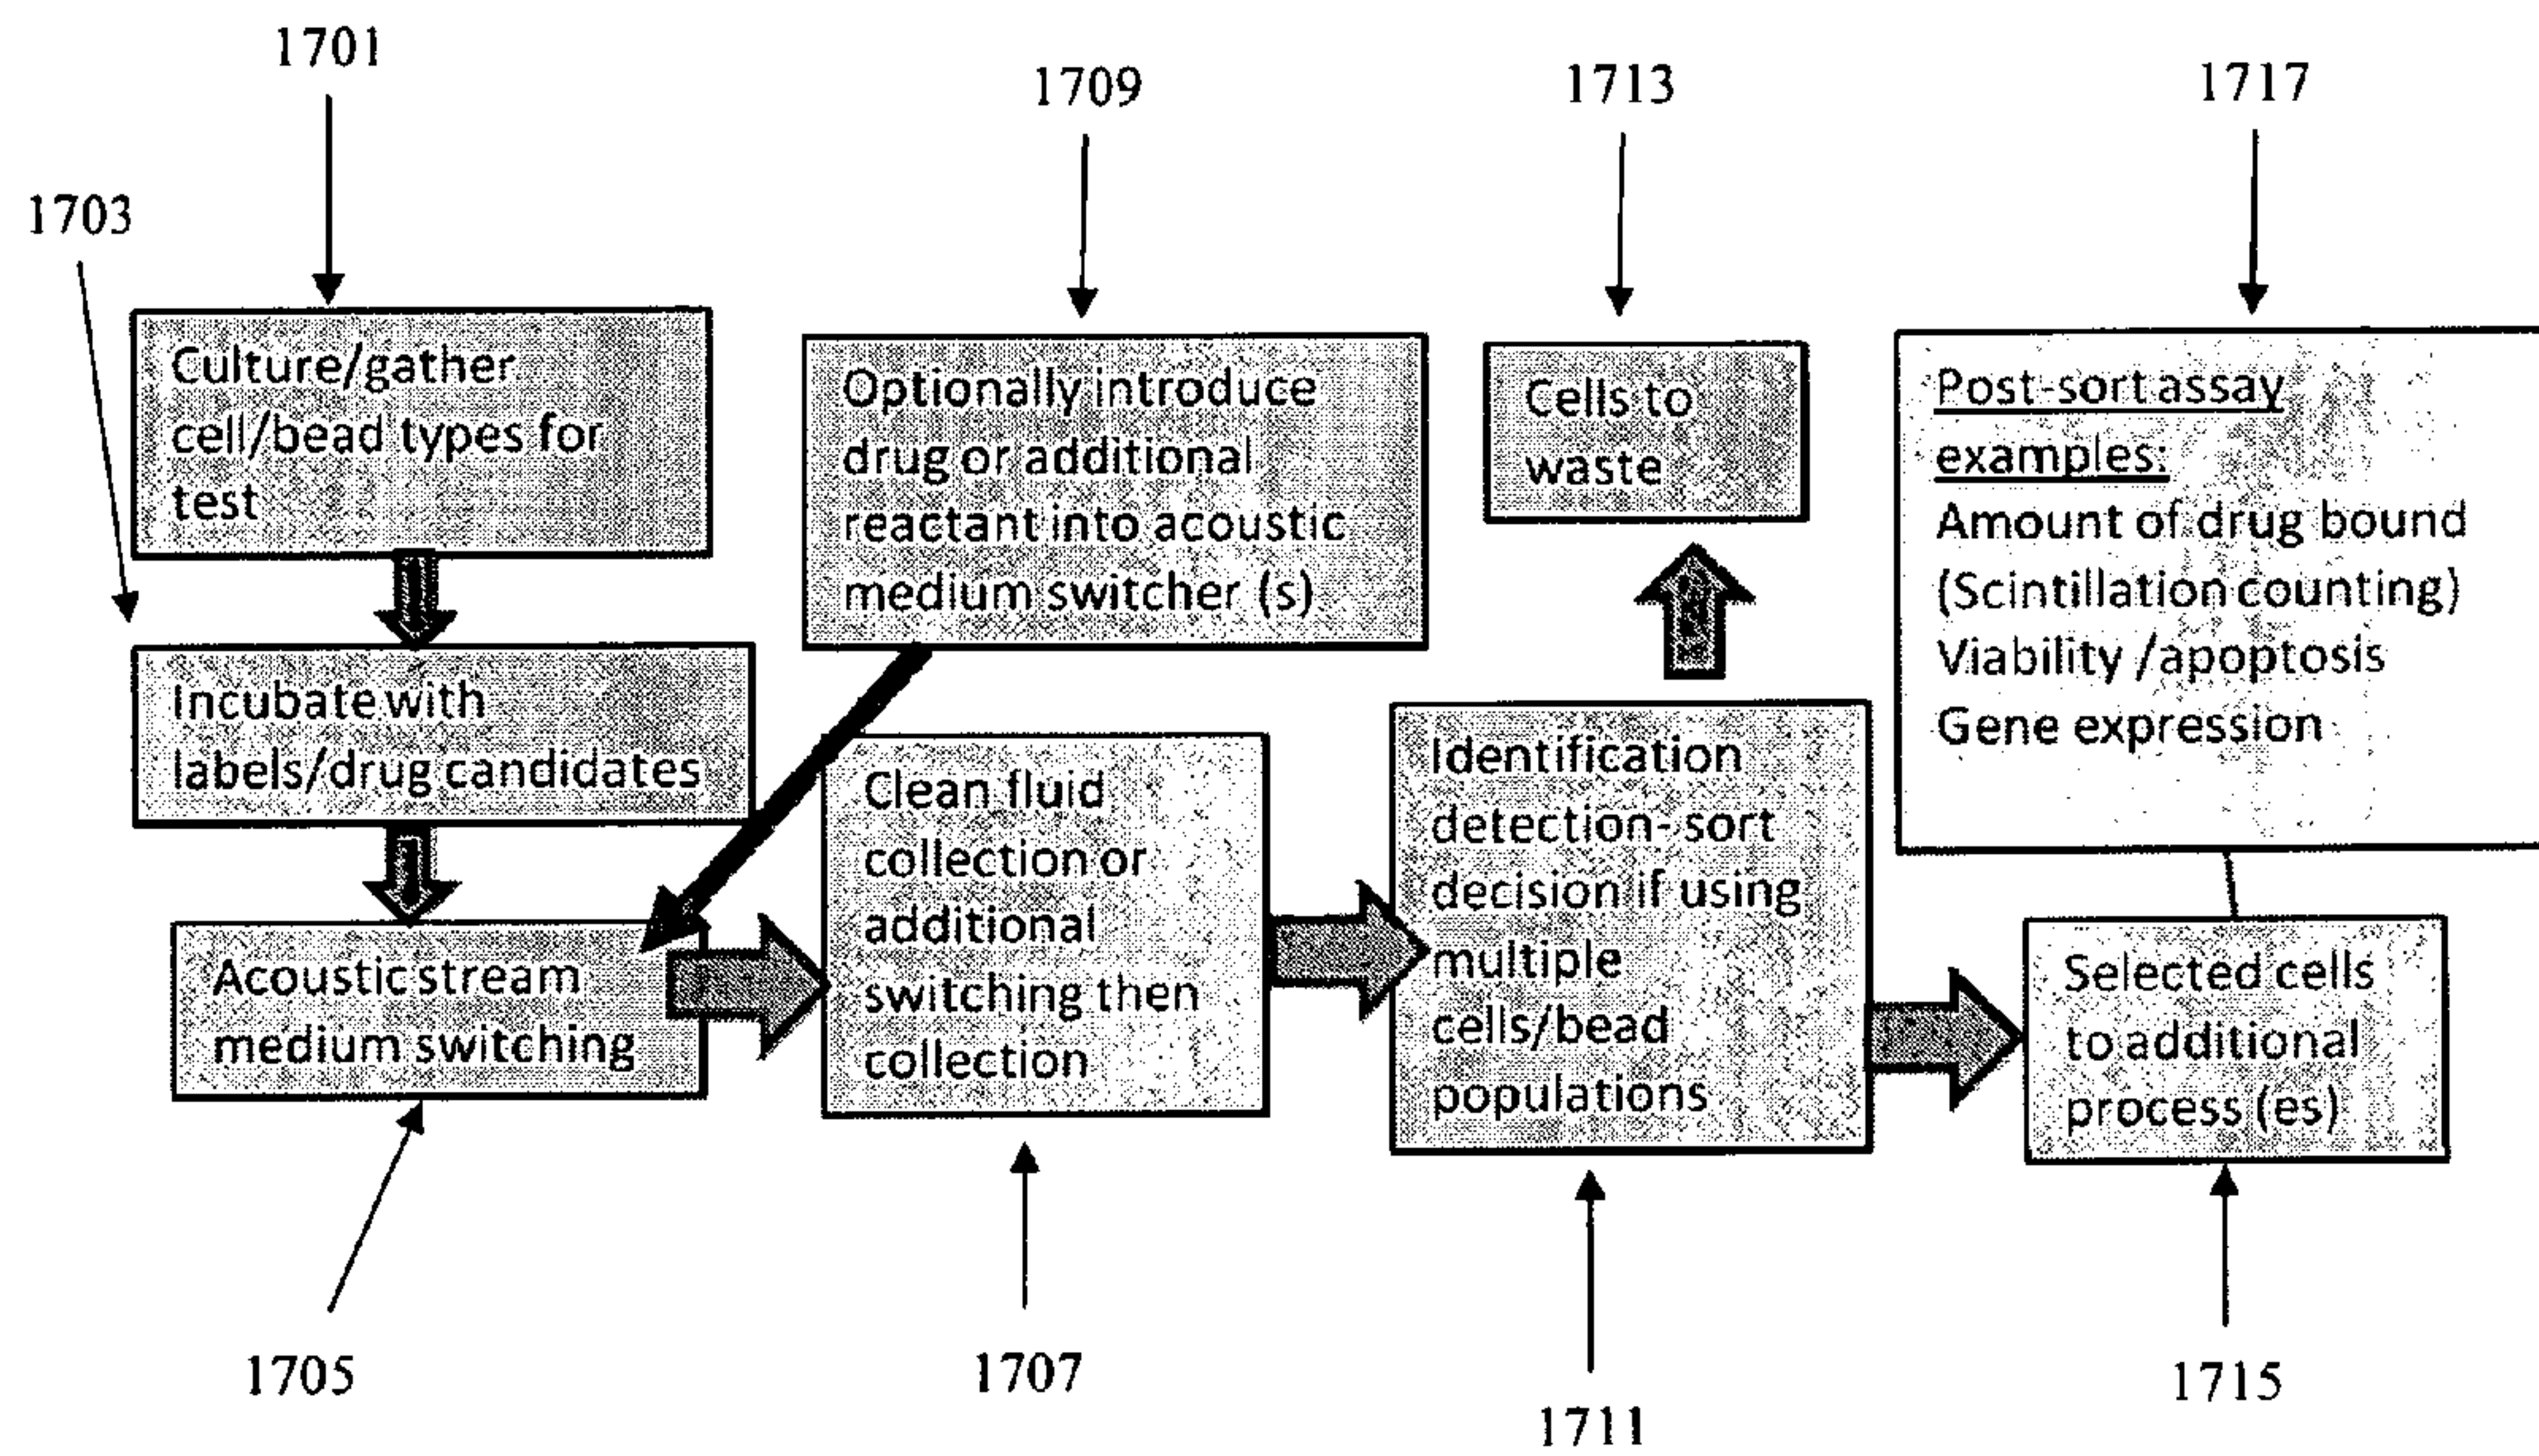 1701
1703
1709
1713
1717
Culture/gather
cell/bead types for
test
Optionally introduce
drug or additional
reactant into acoustic
medium switcher (s)
Cells to
waste
Post-sort assay
examples:
Amount of drug bound
(Scintillation counting)
Viability /apoptosis
Gene expression
Incubate with
labels/drug candidates
Acoustic stream
medium switching
Clean fluid
collection or
additional
switching then
collection
Identification
detection- sort
decision if using
multiple
cells/bead
populations
Selected cells
to additional
process (es)
1705
1707
1711
1715